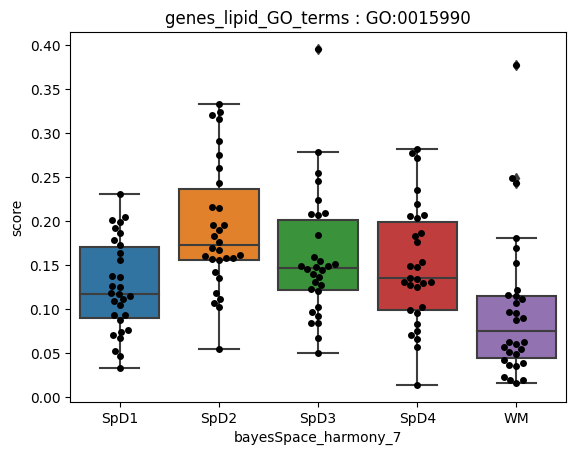 genes_lipid_GO_terms : GO:0015990
0.40
0.35
0.30
0.25
0.20
0.15
0.10
0.05
0.00
score
SpD1 SpD2 SpD3 SpD4 WM
bayesSpace_harmony_7